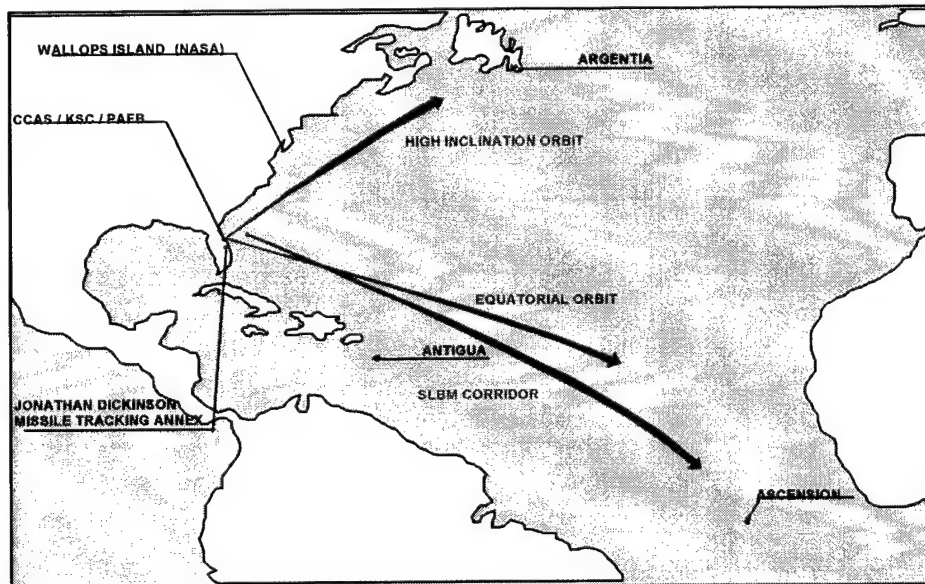 WALLOPS ISLAND (NASA)
ARGENTIA
CCAS / KSC / PAFB
HIGH INCLINATION ORBIT
EQUATORIAL ORBIT
ANTIGUA
SLBM CORRIDOR
JONATHAN DICKINSON
MISSILE TRACKING ANNEX
ASCENSION